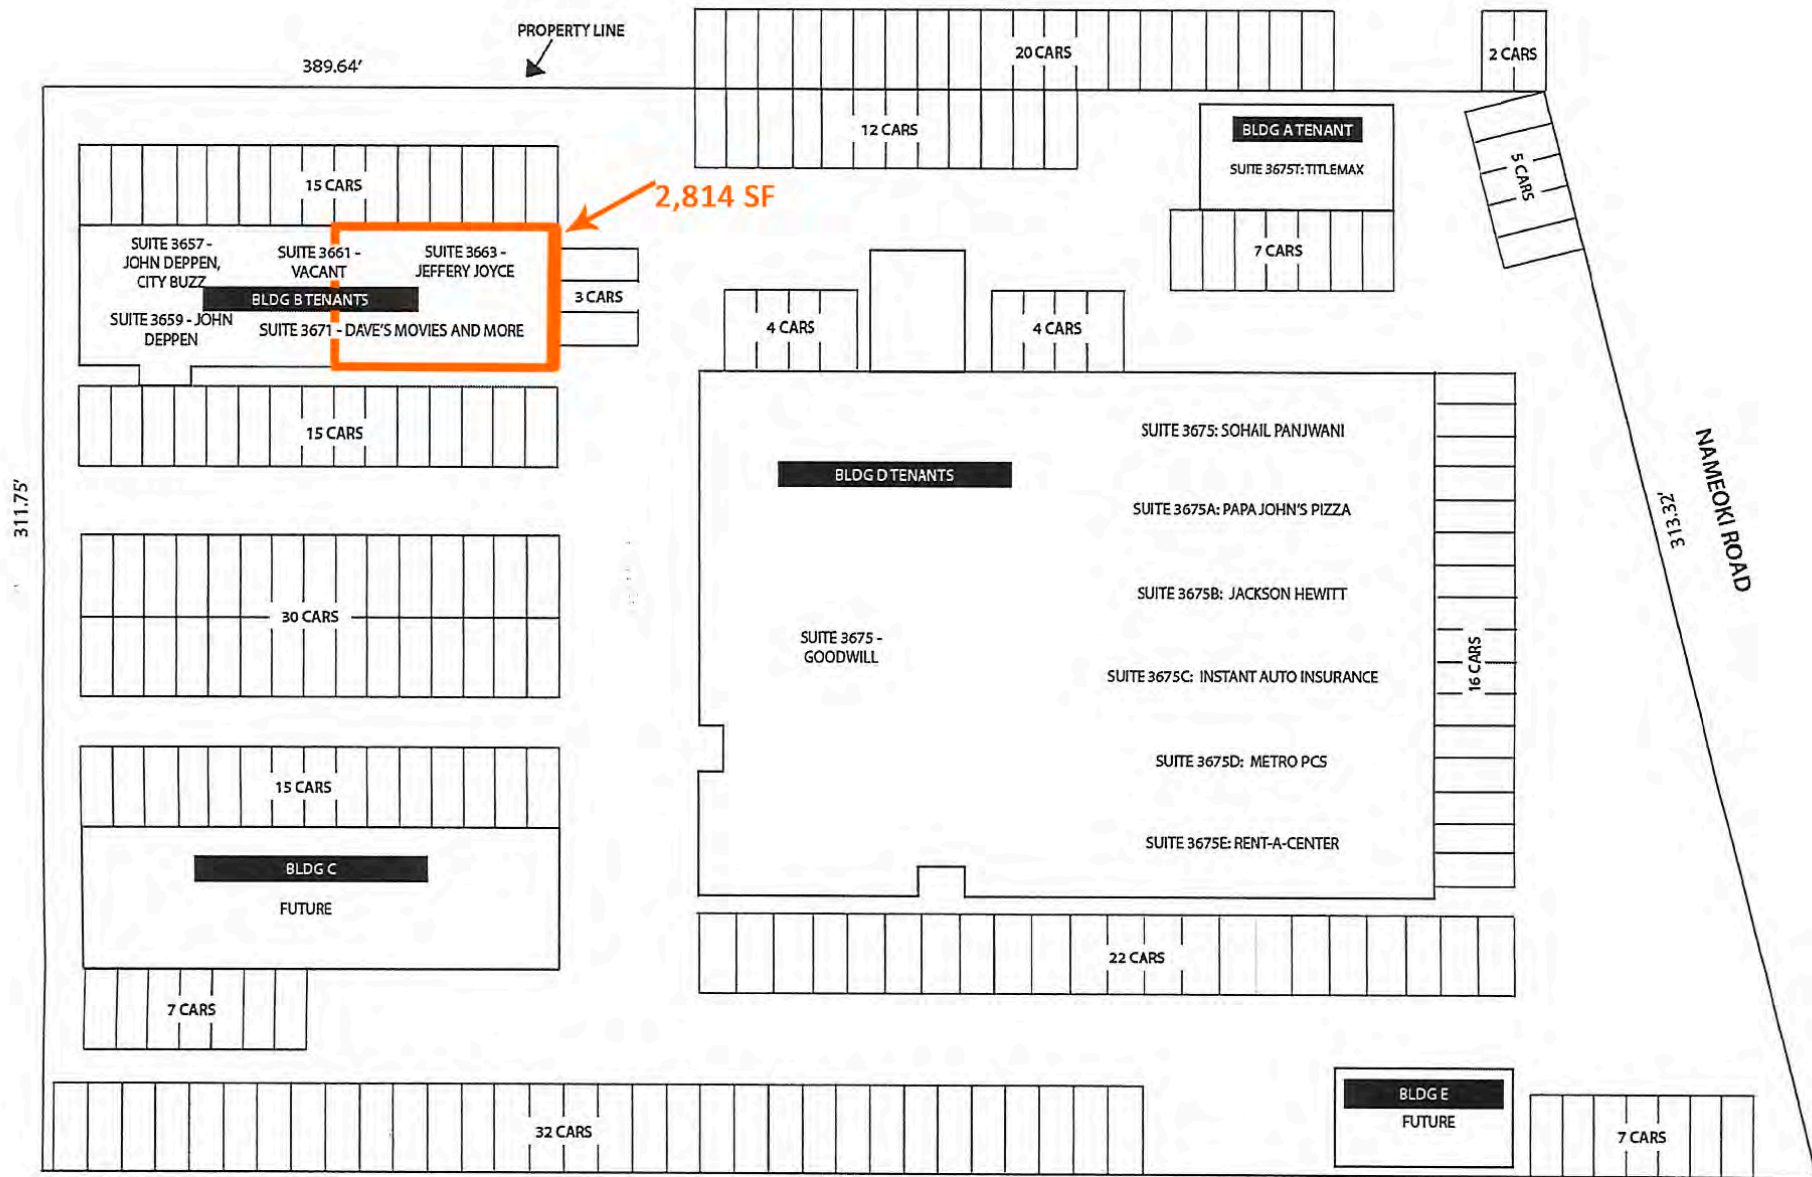 PROPERTY LINE
389.64'
20 CARS
2 CARS
12 CARS
BLDG A TENANT
SUITE 3675T: TITLEMAX
5 CARS
15 CARS
2,814 SF
7 CARS
SUITE 3657 -
JOHN DEPPEN,
CITY BUZZ
SUITE 3661 -
VACANT
SUITE 3663 -
JEFFERY JOYCE
BLDG B TENANTS
3 CARS
SUITE 3659 - JOHN
DEPPEN
SUITE 3671 - DAVE'S MOVIES AND MORE
4 CARS
4 CARS
15 CARS
311.75'
BLDG D TENANTS
SUITE 3675: SOHAIL PANJWANI
SUITE 3675A: PAPA JOHN'S PIZZA
SUITE 3675B: JACKSON HEWITT
SUITE 3675 -
GOODWILL
SUITE 3675C: INSTANT AUTO INSURANCE
SUITE 3675D: METRO PCS
SUITE 3675E: RENT-A-CENTER
16 CARS
313.32'
NAMEOKI ROAD
30 CARS
15 CARS
BLDG C
FUTURE
22 CARS
7 CARS
32 CARS
BLDG E
FUTURE
7 CARS